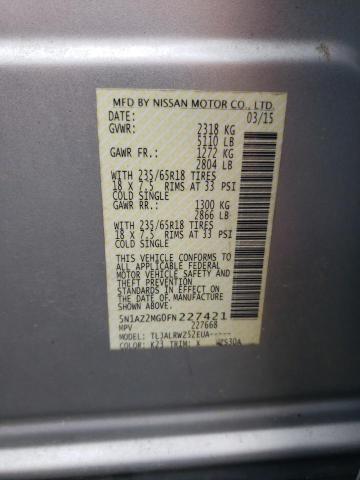 MFD BY NISSAN MOTOR CO., LTD.
DATE: 03/15
GVWR: 2318 KG
5110 LB
GAWR FR.: 1272 KG
2804 LB
WITH 235/65R18 TIRES
18 X 7.5 RIMS AT 33 PSI
COLD SINGLE
GAWR RR.: 1300 KG
2866 LB
WITH 235/65R18 TIRES
18 X 7.5 RIMS AT 33 PSI
COLD SINGLE
THIS VEHICLE CONFORMS TO
ALL APPLICABLE FEDERAL
MOTOR VEHICLE SAFETY AND
THEFT PREVENTION
STANDARDS IN EFFECT ON
THE DATE OF MANUFACTURE
SHOWN ABOVE.
5N1AZ2MG0FN227421
MPV 227668
MODEL: TLJALRWZ52EUA-----
COLOR: K23 TRIM: X